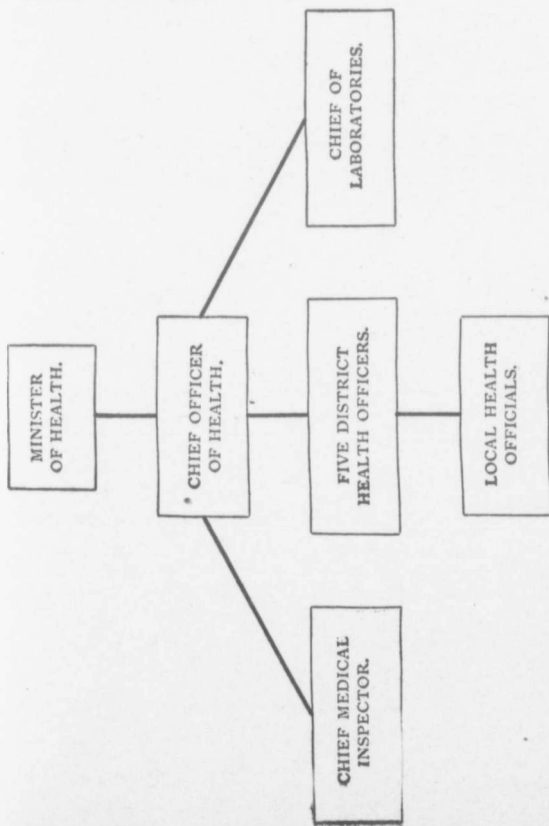 MINISTER
OF HEALTH.
CHIEF OFFICER
OF HEALTH,
CHIEF MEDICAL
INSPECTOR.
FIVE DISTRICT
HEALTH OFFICERS.
CHIEF OF
LABORATORIES.
LOCAL HEALTH
OFFICIALS.